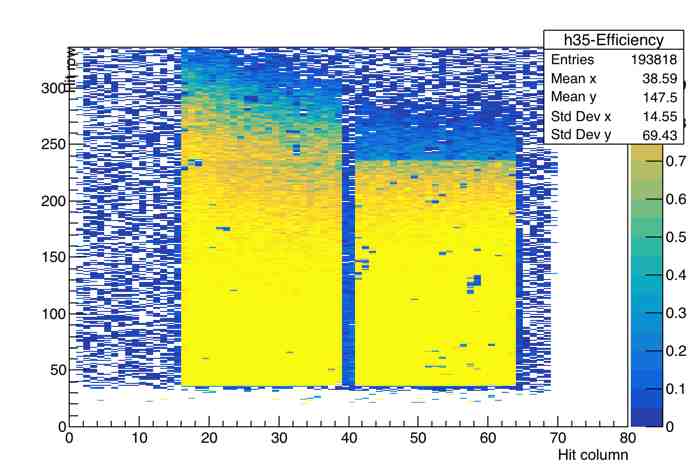 h35-Efficiency
Entries 193818
Mean x 38.59
Mean y 147.5
Std Dev x 14.55
Std Dev y 69.43
Hit row
300
250
200
150
100
50
0
0 10 20 30 40 50 60 70 80
Hit column
0.7
0.6
0.5
0.4
0.3
0.2
0.1
0